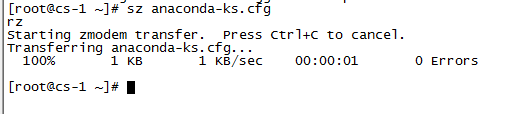 [root@cs-1 ~]# sz anaconda-ks.cfg
rz
Starting zmodem transfer.  Press Ctrl+C to cancel.
Transferring anaconda-ks.cfg...
  100%       1 KB       1 KB/sec    00:00:01       0 Errors
[root@cs-1 ~]#